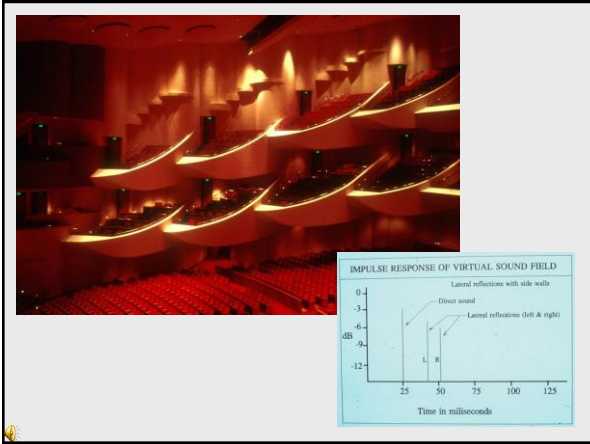 IMPULSE RESPONSE OF VIRTUAL SOUND FIELD
Lateral reflections with side walls
0
Direct sound
-3
Lateral reflections (left & right)
-6
dB
-9
L R
-12
25 50 75 100 125
Time in miliseconds